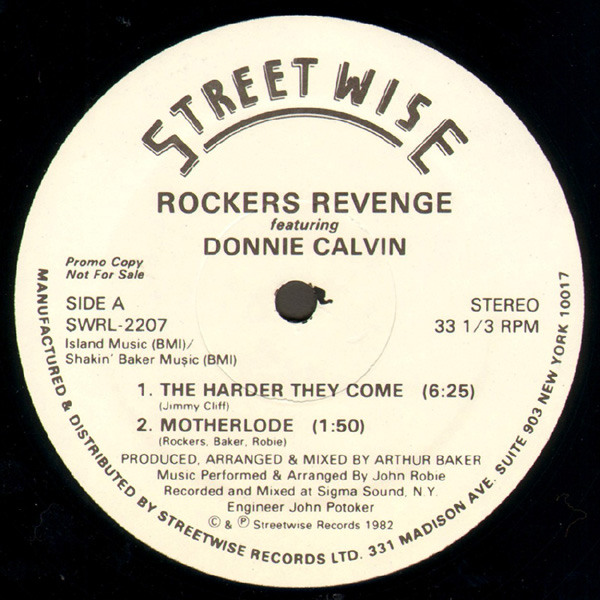 STREETWISE
ROCKERS REVENGE
featuring
DONNIE CALVIN
Promo Copy
Not For Sale
SIDE A
SWRL-2207
Island Music (BMI)/
Shakin' Baker Music (BMI)
STEREO
33 1/3 RPM
1. THE HARDER THEY COME (6:25)
(Jimmy Cliff)
2. MOTHERLODE (1:50)
(Rockers, Baker, Robie)
PRODUCED, ARRANGED & MIXED BY ARTHUR BAKER
Music Performed & Arranged By John Robie
Recorded and Mixed at Sigma Sound, N.Y.
Engineer John Potoker
© & ℗ Streetwise Records 1982
MANUFACTURED & DISTRIBUTED BY STREETWISE RECORDS LTD. 331 MADISON AVE. SUITE 903 NEW YORK 10017